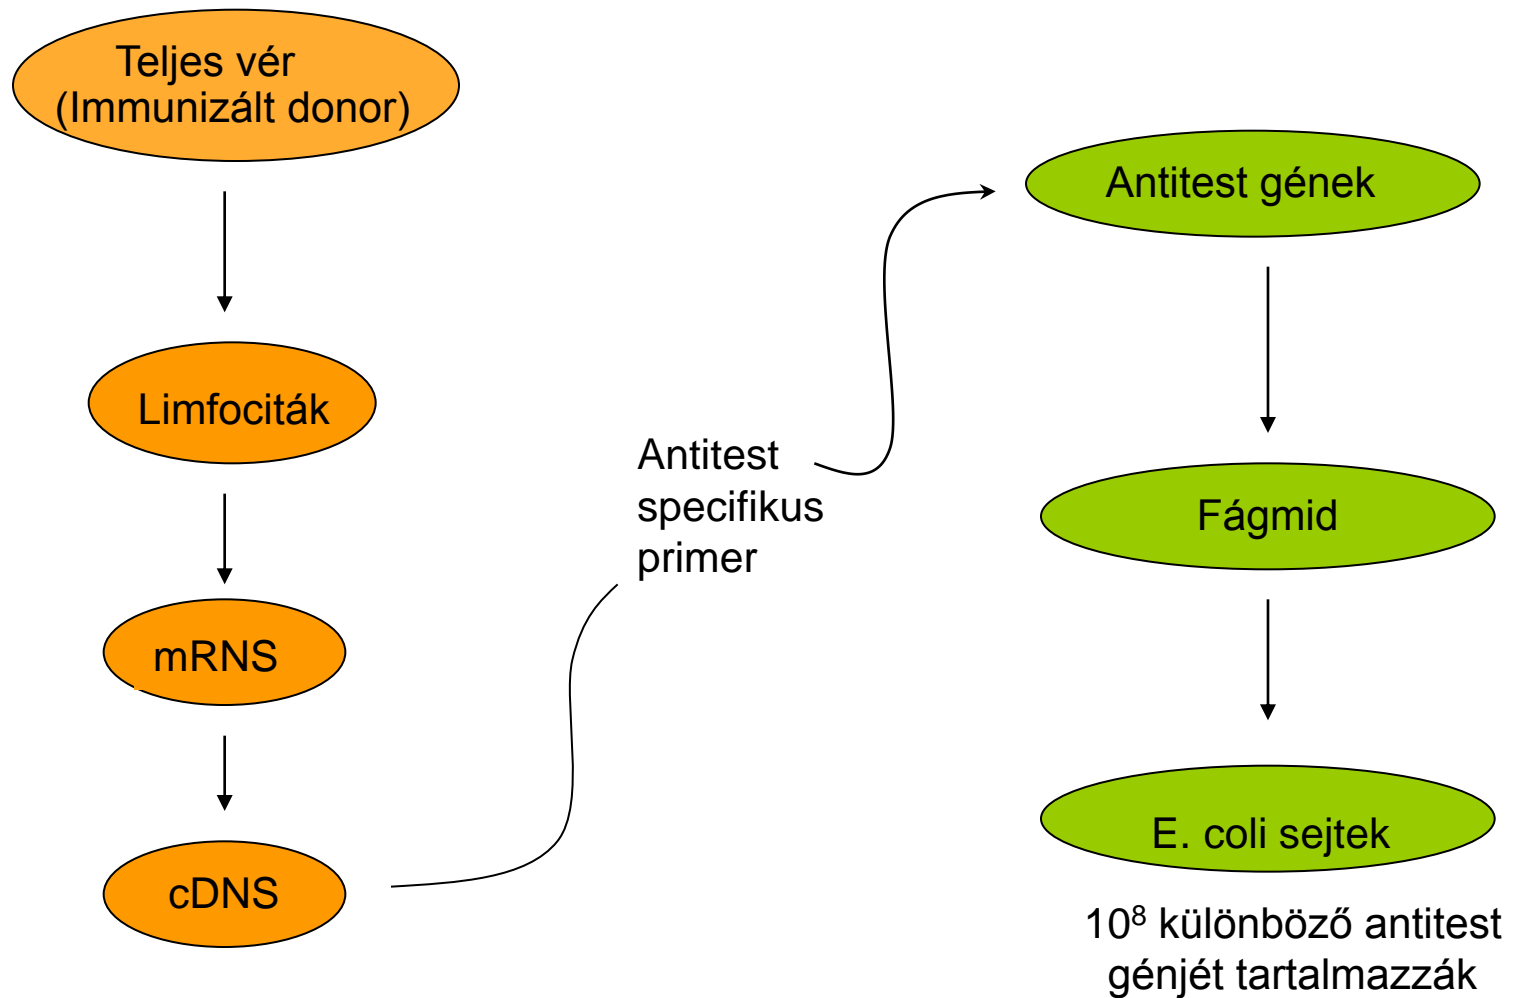 Teljes vér
(Immunizált donor)
Limfociták
mRNS
cDNS
Antitest
specifikus
primer
Antitest gének
Fágmid
E. coli sejtek
10⁸ különböző antitest
génjét tartalmazzák